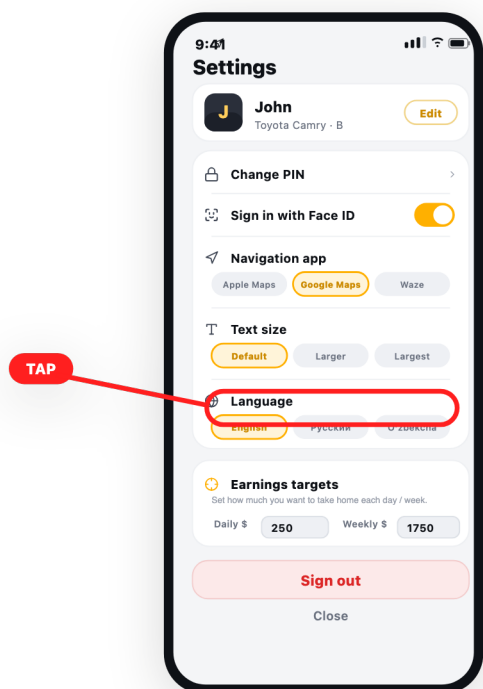 9:41
Settings
J
John
Edit
Toyota Camry · B
Change PIN
Sign in with Face ID
Navigation app
Apple Maps Google Maps Waze
T Text size
Default Larger Largest
TAP
Language
English Русский O'zbekcha
Earnings targets
Set how much you want to take home each day / week.
Daily $ 250 Weekly $ 1750
Sign out
Close